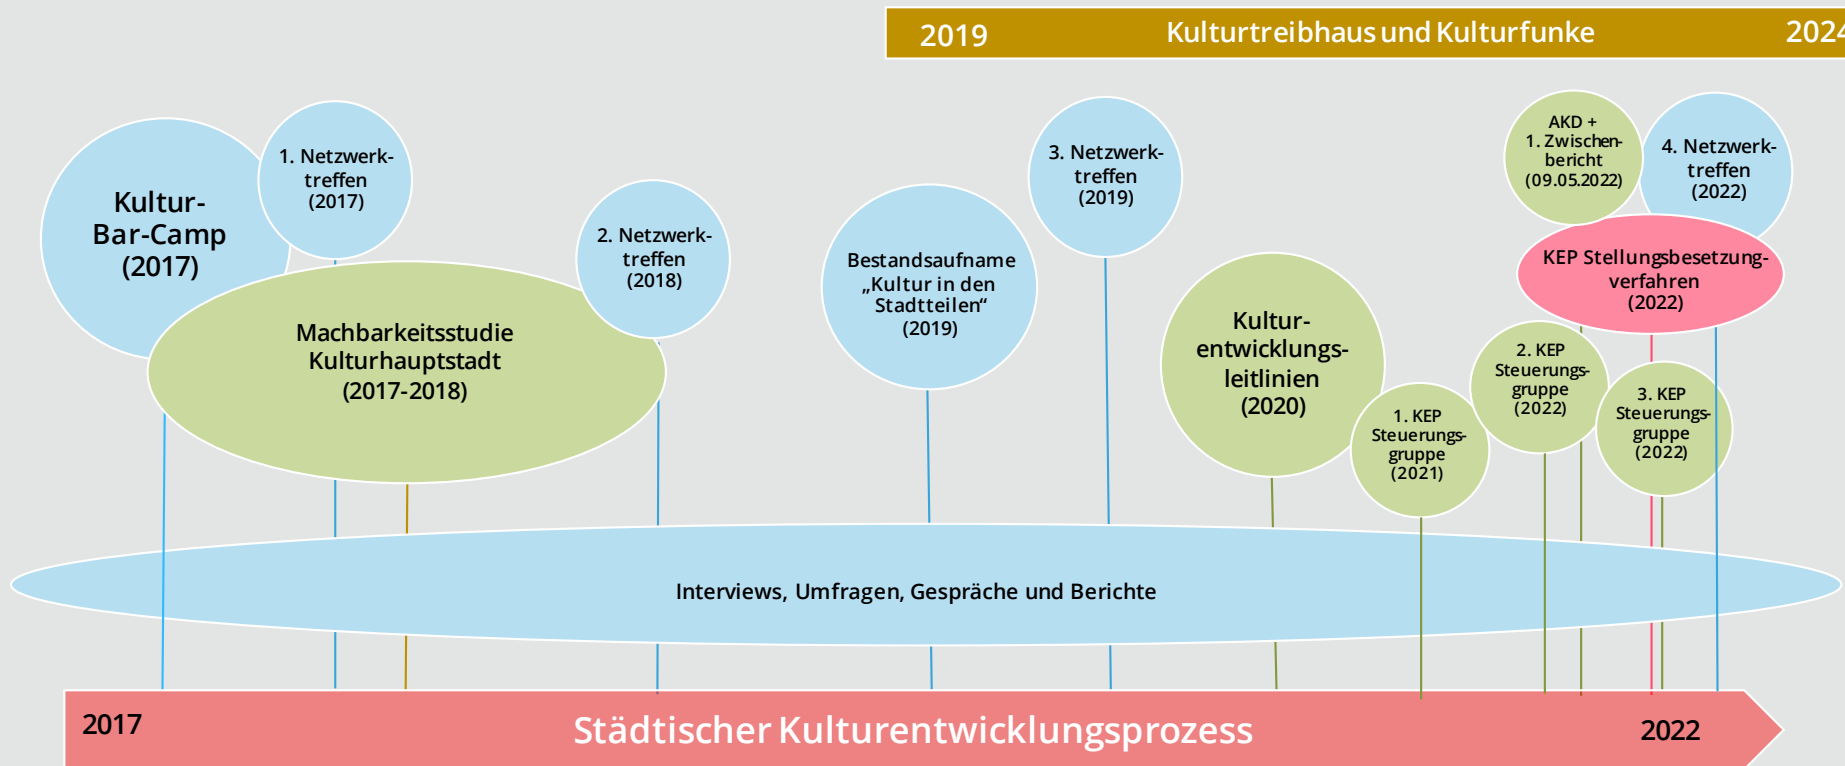 2019 Kulturtreibhaus und Kulturfunke 2024
Kultur-
Bar-Camp
(2017)
1. Netzwerk-
treffen
(2017)
Machbarkeitsstudie
Kulturhauptstadt
(2017-2018)
2. Netzwerk-
treffen
(2018)
Bestandsaufname
„Kultur in den
Stadtteilen“
(2019)
3. Netzwerk-
treffen
(2019)
Kultur-
entwicklungs-
leitlinien
(2020)
1. KEP
Steuerungs-
gruppe
(2021)
2. KEP
Steuerungs-
gruppe
(2022)
AKD +
1. Zwischen-
bericht
(09.05.2022)
4. Netzwerk-
treffen
(2022)
KEP Stellungsbesetzung-
verfahren
(2022)
3. KEP
Steuerungs-
gruppe
(2022)
Interviews, Umfragen, Gespräche und Berichte
2017 Städtischer Kulturentwicklungsprozess 2022